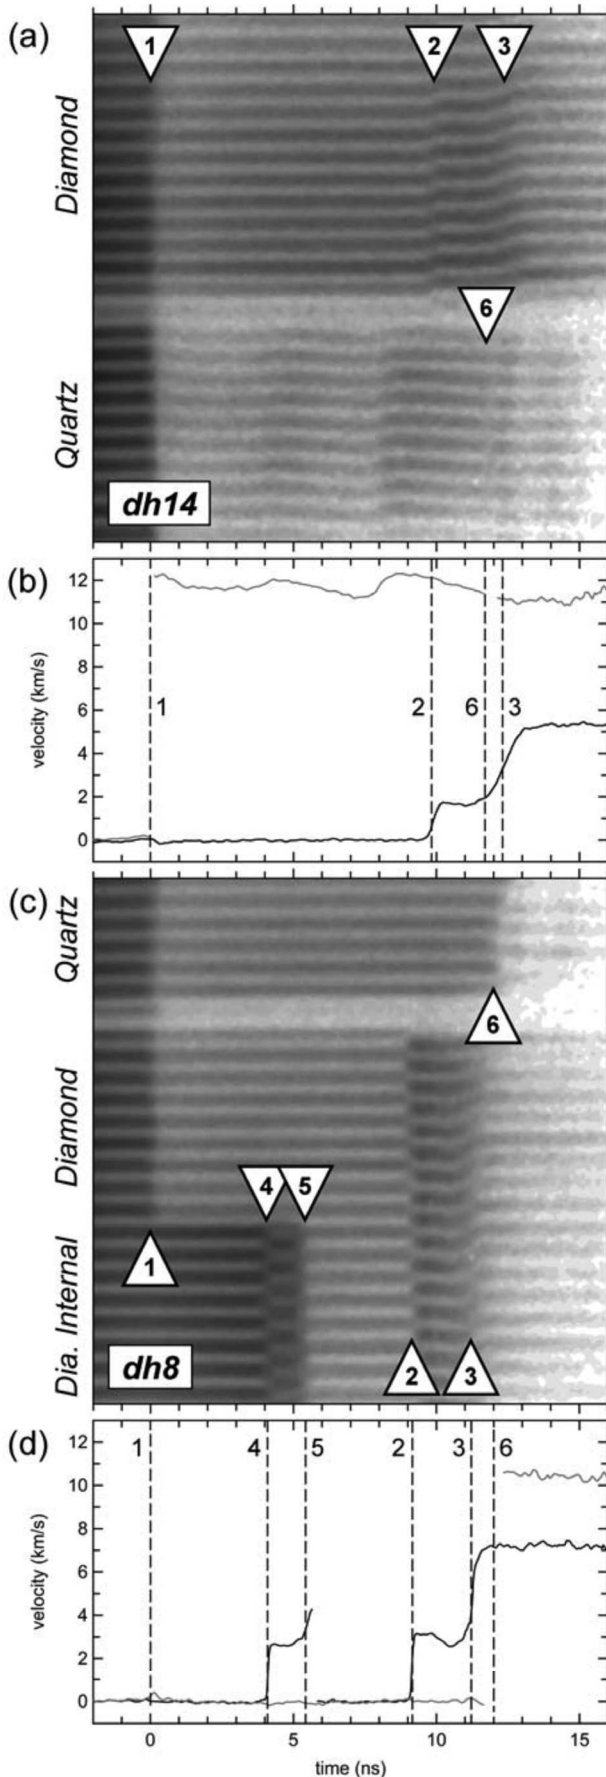 (a)
1 2 3
Diamond
6
Quartz
dh14
(b)
12
10
8
6
4
2
0
velocity (km/s)
1 2 6 3
(c)
Quartz
6
Diamond
4 5
1
Dia. Internal
dh8
2 3
(d)
1 4 5 2 3 6
12
10
8
6
4
2
0
velocity (km/s)
0 5 10 15
time (ns)